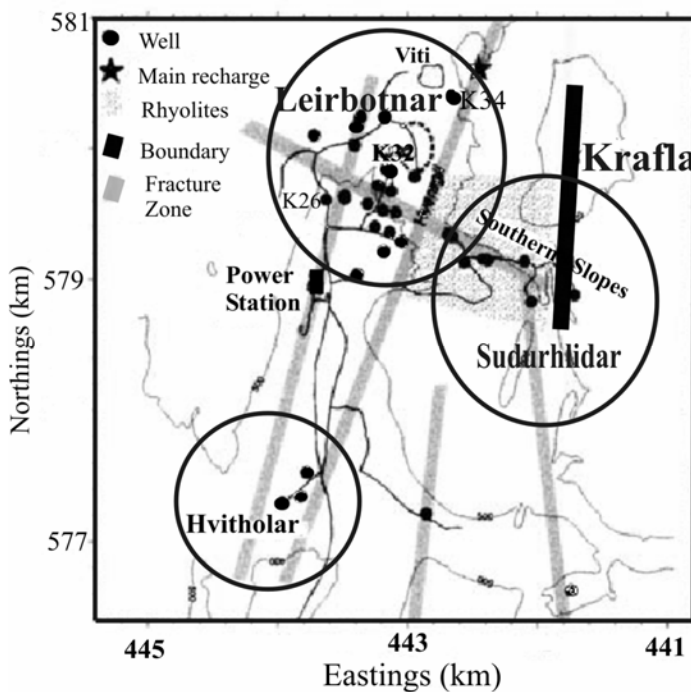 581
579
577
Northings (km)
Well
Main recharge
Rhyolites
Boundary
Fracture
Zone
Viti
Leirbotnar
K34
K32
K26
Krafla
Southern Slopes
Power
Station
Sudurhlidar
Hvitholar
500
445
443
441
Eastings (km)